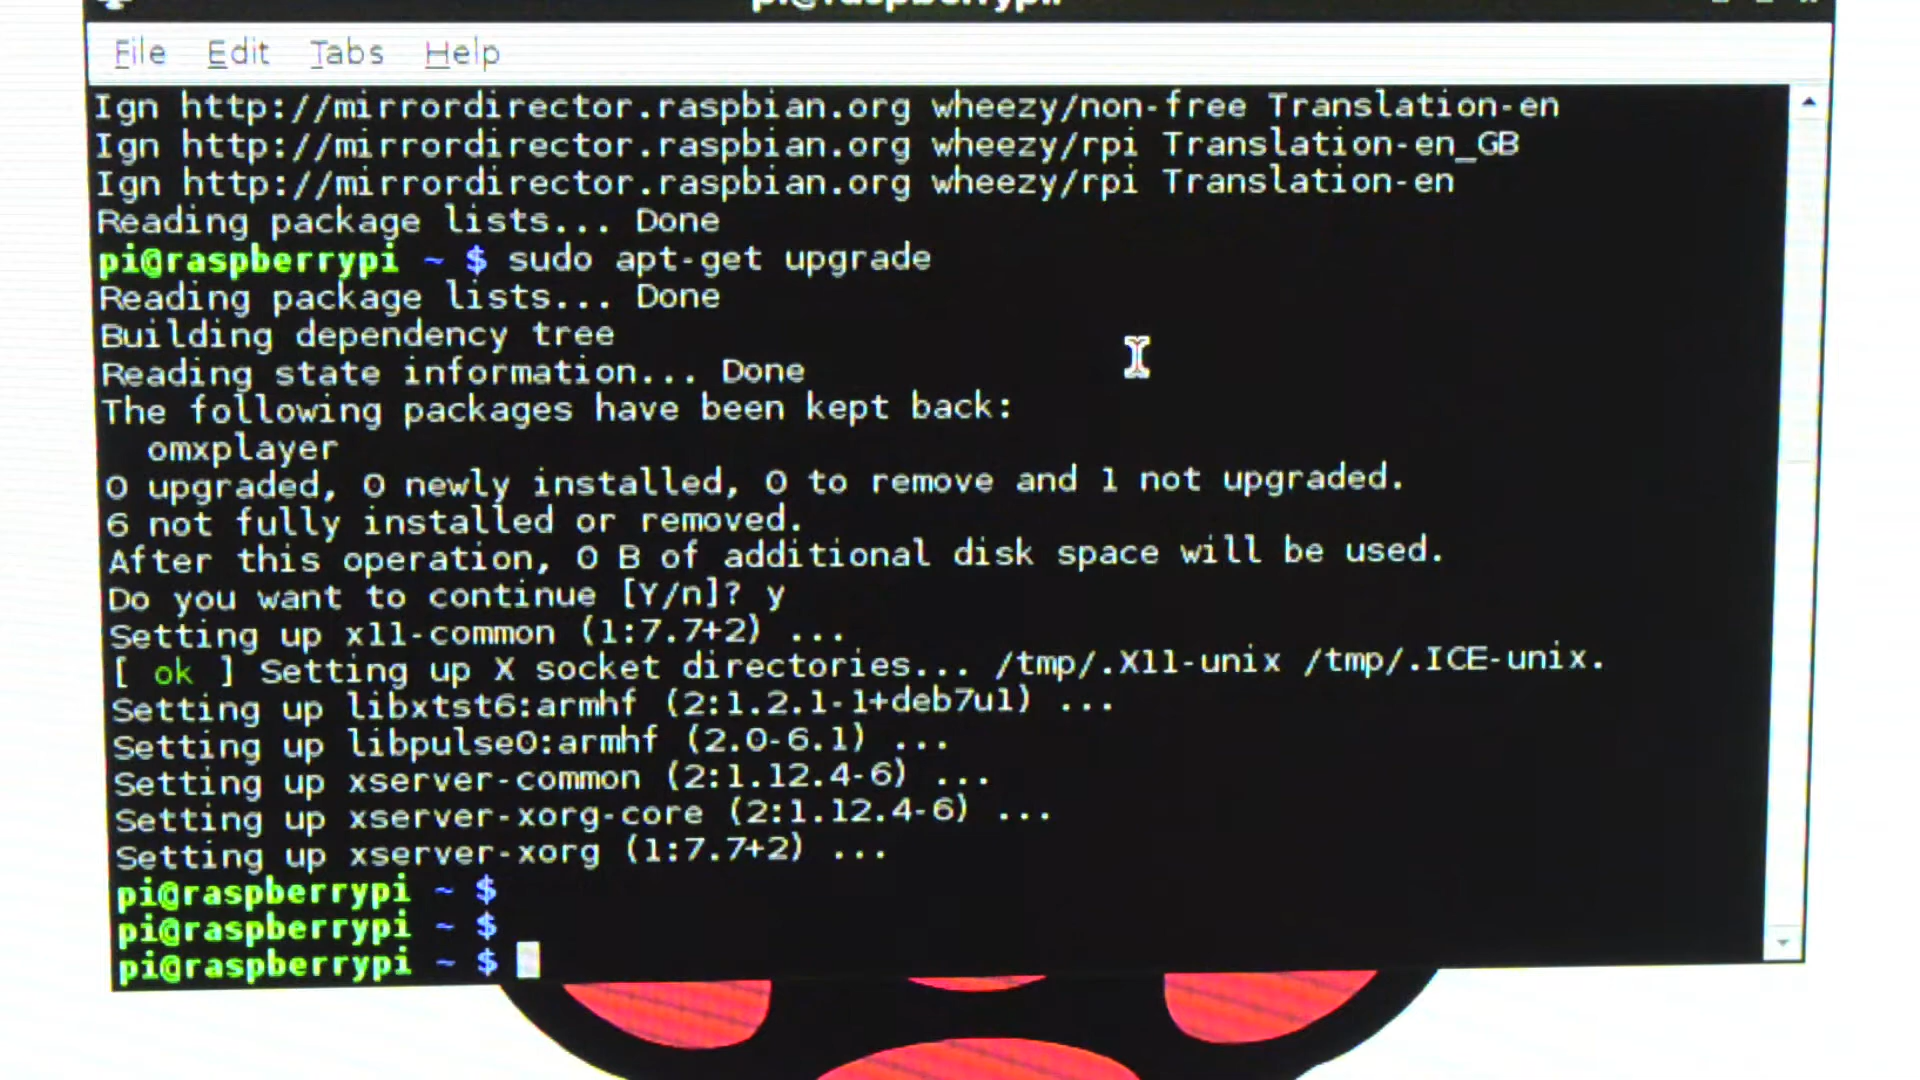 pi@raspberrypi
File Edit Tabs Help
Ign http://mirrordirector.raspbian.org wheezy/non-free Translation-en
Ign http://mirrordirector.raspbian.org wheezy/rpi Translation-en_GB
Ign http://mirrordirector.raspbian.org wheezy/rpi Translation-en
Reading package lists... Done
pi@raspberrypi ~ $ sudo apt-get upgrade
Reading package lists... Done
Building dependency tree
Reading state information... Done
The following packages have been kept back:
omxplayer
0 upgraded, 0 newly installed, 0 to remove and 1 not upgraded.
6 not fully installed or removed.
After this operation, 0 B of additional disk space will be used.
Do you want to continue [Y/n]? y
Setting up x11-common (1:7.7+2) ...
[ ok ] Setting up X socket directories... /tmp/.X11-unix /tmp/.ICE-unix.
Setting up libxtst6:armhf (2:1.2.1-1+deb7u1) ...
Setting up libpulse0:armhf (2.0-6.1) ...
Setting up xserver-common (2:1.12.4-6) ...
Setting up xserver-xorg-core (2:1.12.4-6) ...
Setting up xserver-xorg (1:7.7+2) ...
pi@raspberrypi ~ $
pi@raspberrypi ~ $
pi@raspberrypi ~ $